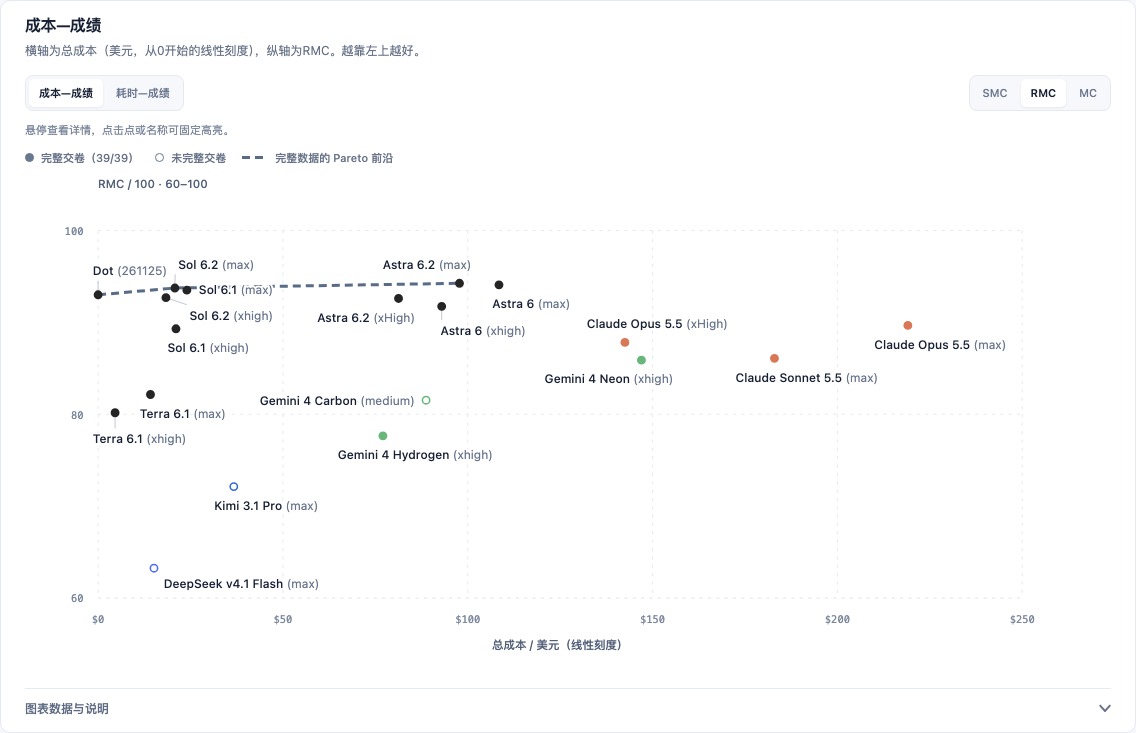 成本—成绩
横轴为总成本（美元，从0开始的线性刻度），纵轴为RMC。越靠左上越好。
成本—成绩 耗时—成绩
SMC RMC MC
悬停查看详情，点击点或名称可固定高亮。
完整交卷（39/39） 未完整交卷 完整数据的 Pareto 前沿
RMC / 100 · 60–100
100
Sol 6.2 (max)
Astra 6.2 (max)
Dot (261125)
Sol 6.1 (max)
Astra 6 (max)
Sol 6.2 (xhigh)
Astra 6.2 (xHigh)
Claude Opus 5.5 (xHigh)
Astra 6 (xhigh)
Claude Opus 5.5 (max)
Sol 6.1 (xhigh)
Gemini 4 Neon (xhigh)
Claude Sonnet 5.5 (max)
Gemini 4 Carbon (medium)
80
Terra 6.1 (max)
Terra 6.1 (xhigh)
Gemini 4 Hydrogen (xhigh)
Kimi 3.1 Pro (max)
DeepSeek v4.1 Flash (max)
60
$0 $50 $100 $150 $200 $250
总成本 / 美元（线性刻度）
图表数据与说明